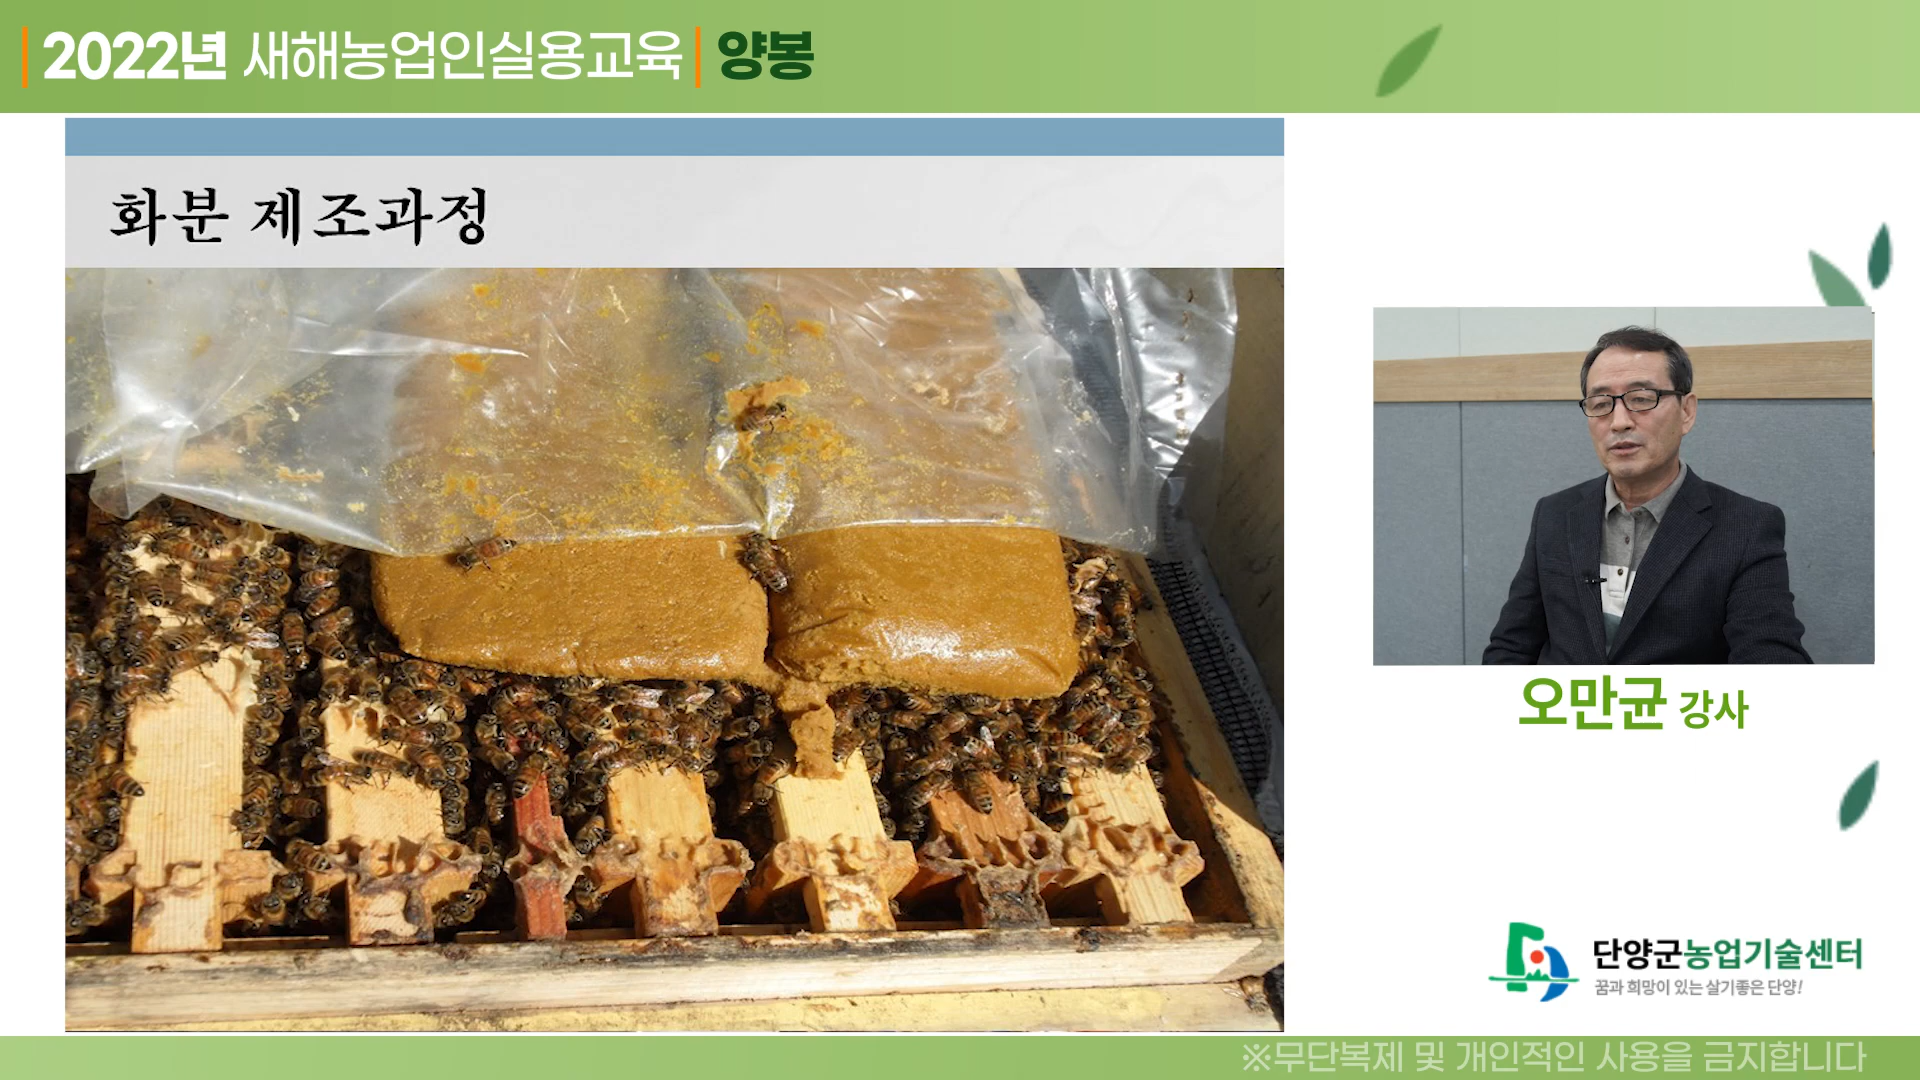 2022년 새해농업인실용교육 양봉
화분 제조과정
오만균 강사
단양군농업기술센터
꿈과 희망이 있는 살기좋은 단양!
※무단복제 및 개인적인 사용을 금지합니다